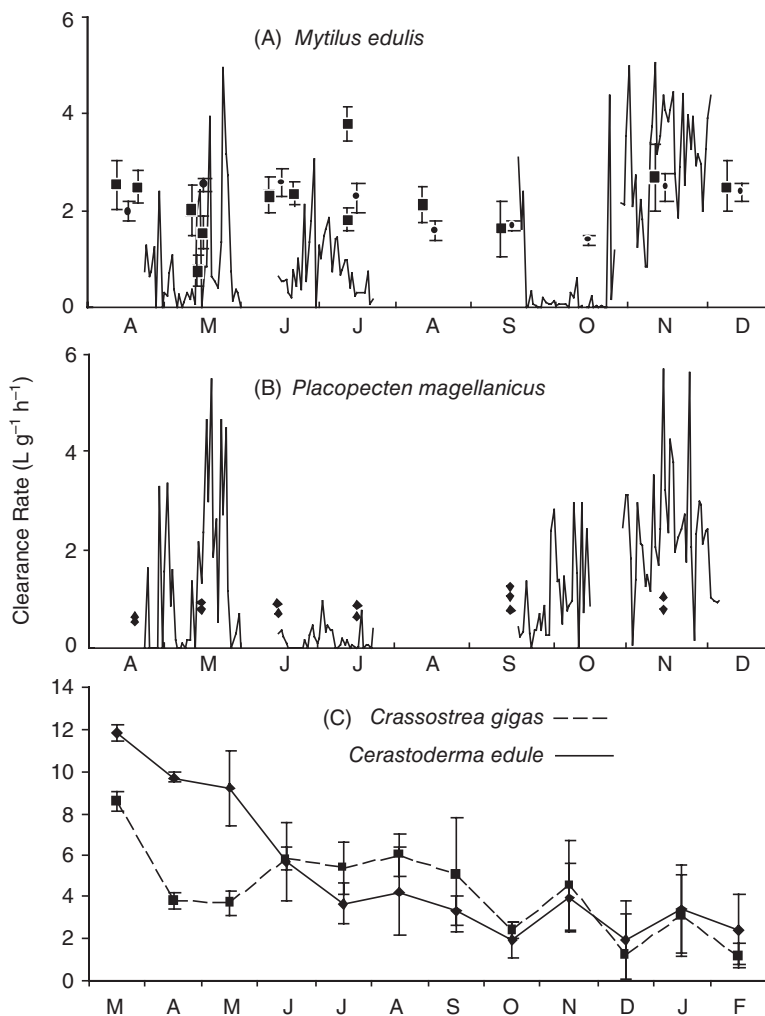 6
(A) Mytilus edulis
4
2
0
A M J J A S O N D
6
(B) Placopecten magellanicus
4
2
0
A M J J A S O N D
Clearance Rate (L g⁻¹ h⁻¹)
14
(C) Crassostrea gigas
12
Cerastoderma edule
10
8
6
4
2
0
M A M J J A S O N D J F